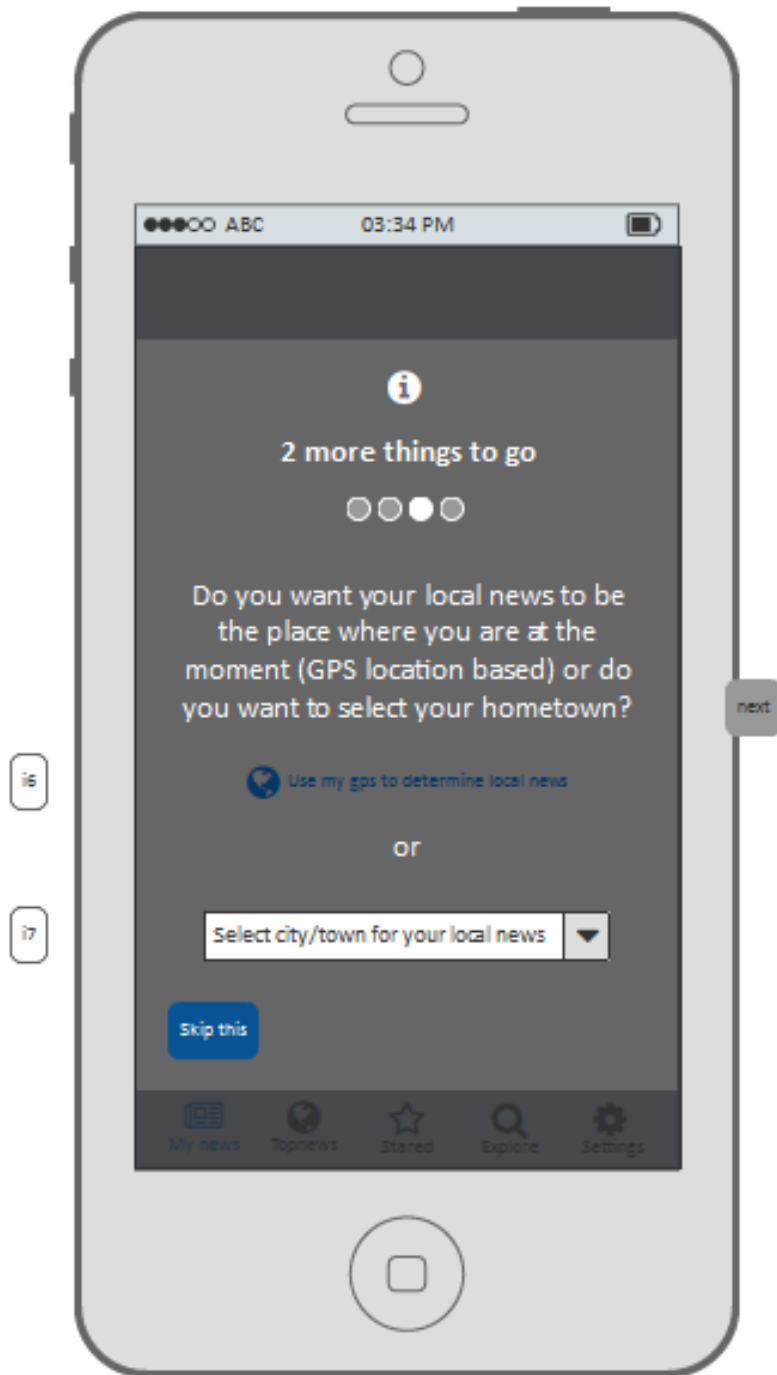 ABC 03:34 PM
2 more things to go
Do you want your local news to be
the place where you are at the
moment (GPS location based) or do
you want to select your hometown?
next
i6
Use my gps to determine local news
or
i7
Select city/town for your local news
Skip this
My news Topnews Stared Explore Settings